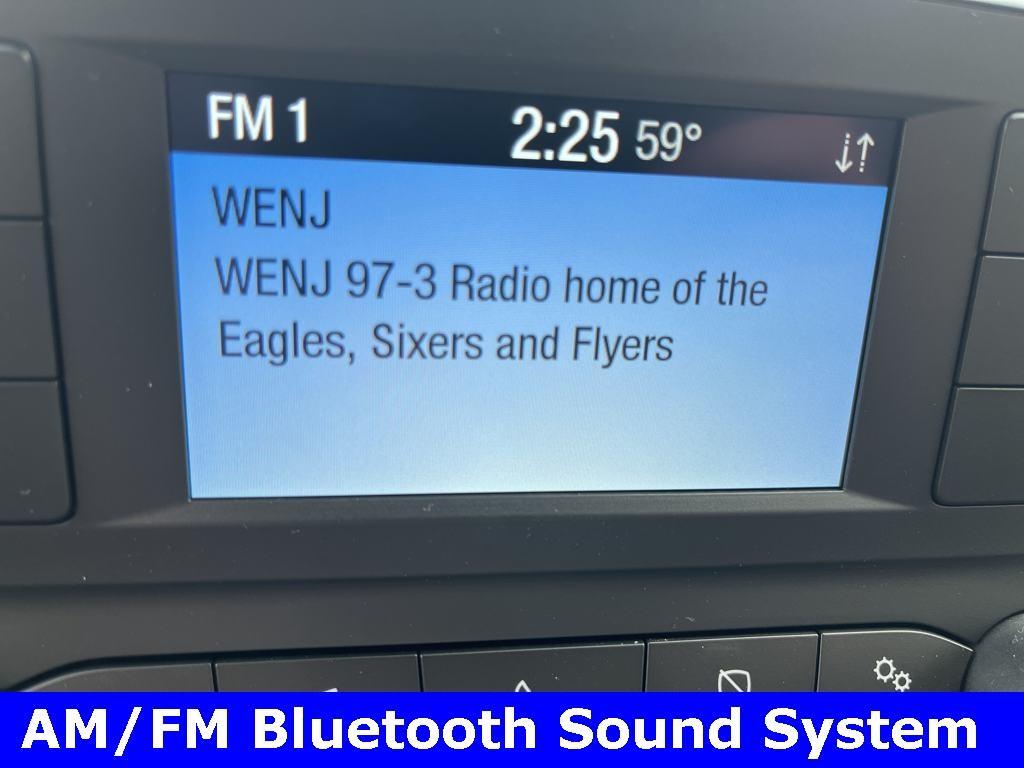 FM 1 2:25 59°
WENJ
WENJ 97-3 Radio home of the
Eagles, Sixers and Flyers
AM/FM Bluetooth Sound System